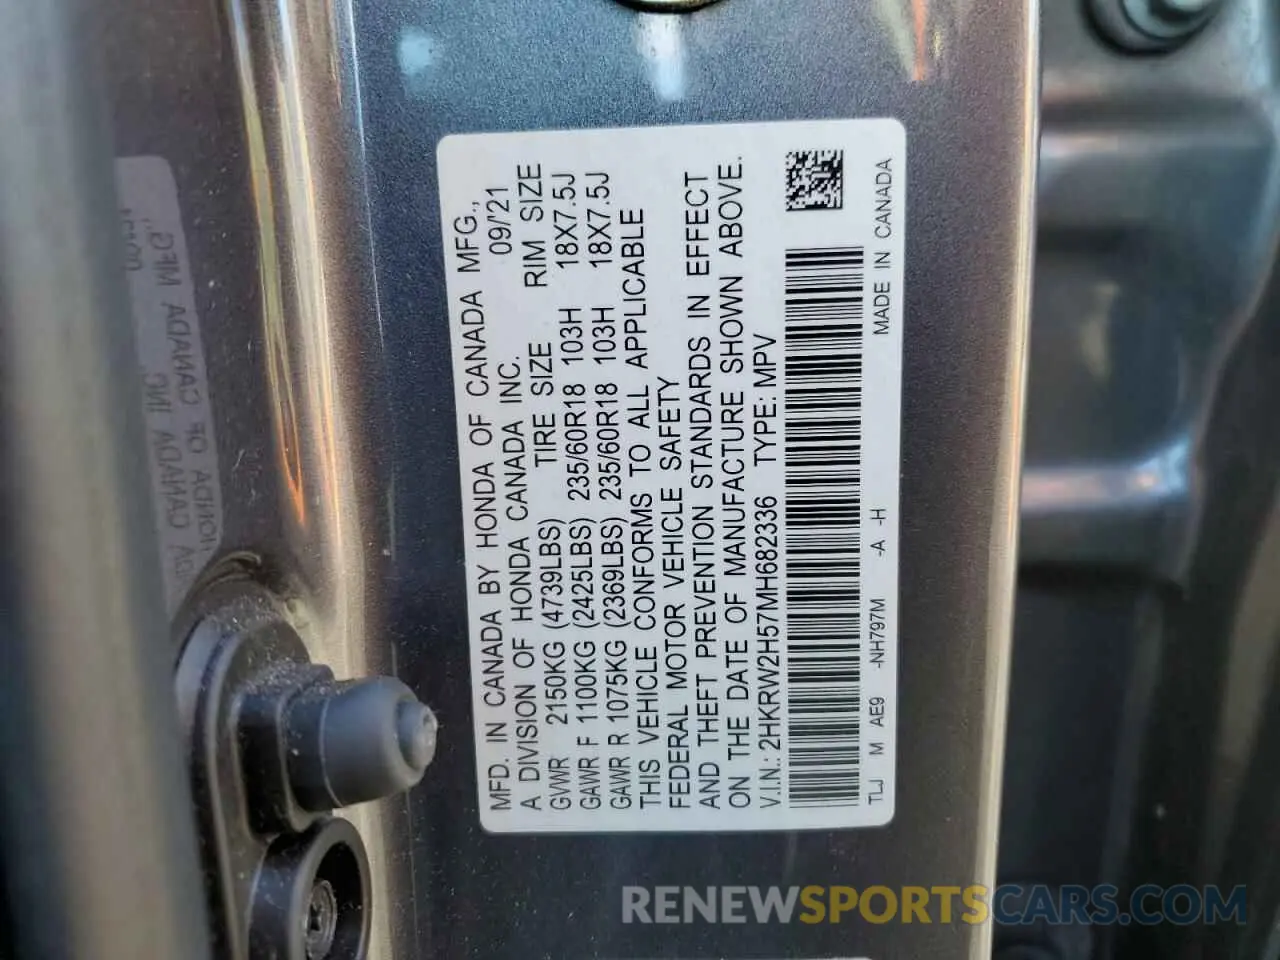 MFD. IN CANADA BY HONDA OF CANADA MFG.,
A DIVISION OF HONDA CANADA INC. 09/'21
GVWR 2150KG (4739LBS) TIRE SIZE RIM SIZE
GAWR F 1100KG (2425LBS) 235/60R18 103H 18X7.5J
GAWR R 1075KG (2369LBS) 235/60R18 103H 18X7.5J
THIS VEHICLE CONFORMS TO ALL APPLICABLE
FEDERAL MOTOR VEHICLE SAFETY
AND THEFT PREVENTION STANDARDS IN EFFECT
ON THE DATE OF MANUFACTURE SHOWN ABOVE.
V.I.N.: 2HKRW2H57MH682336 TYPE: MPV
TLJ M AE9 -NH797M -A -H MADE IN CANADA
RENEWSPORTSCARS.COM